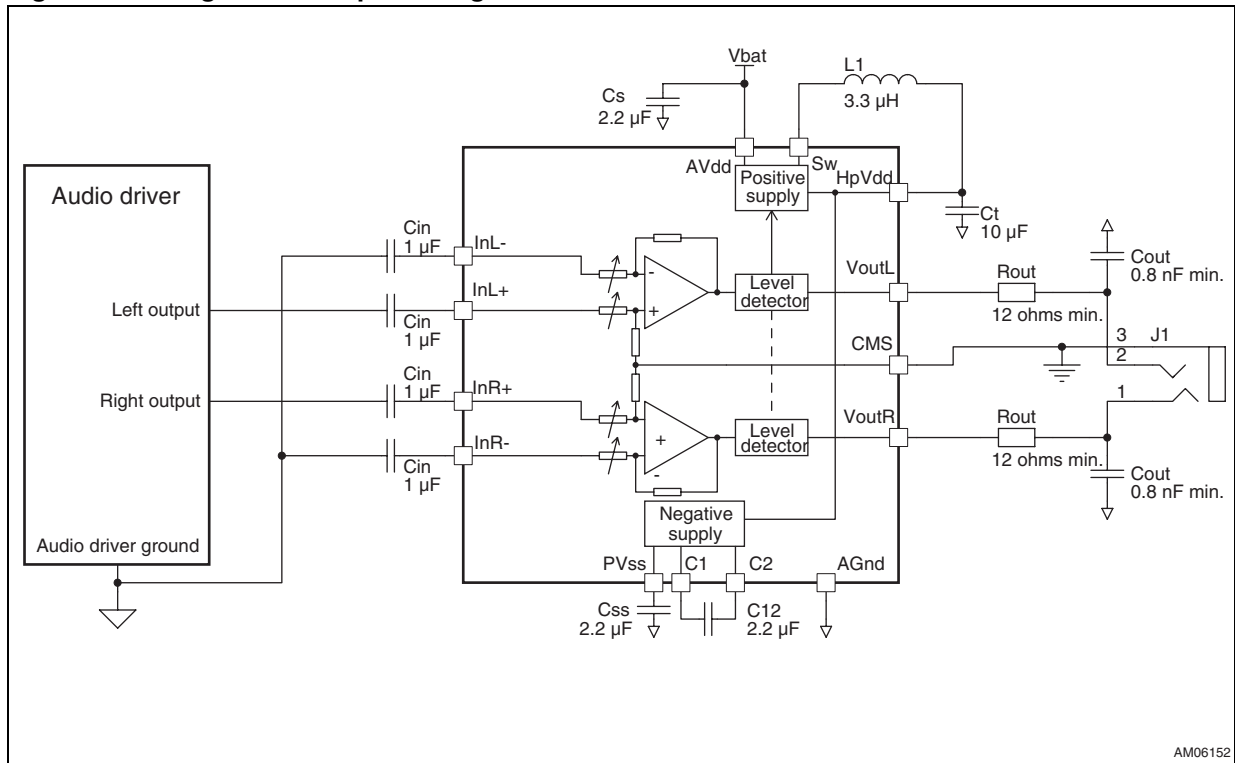 Vbat
L1
3.3 µH
Cs
2.2 µF
AVdd
Sw
HpVdd
Positive
supply
Ct
10 µF
Audio driver
Cin
1 µF
InL-
-
Level
detector
VoutL
Rout
12 ohms min.
Cout
0.8 nF min.
Left output
InL+
+
Cin
1 µF
CMS
3
J1
2
1
Right output
Cin
1 µF
InR+
+
Level
detector
VoutR
Rout
12 ohms min.
Cout
0.8 nF min.
InR-
-
Cin
1 µF
Audio driver ground
Negative
supply
PVss
C1
C2
AGnd
Css
2.2 µF
C12
2.2 µF
AM06152